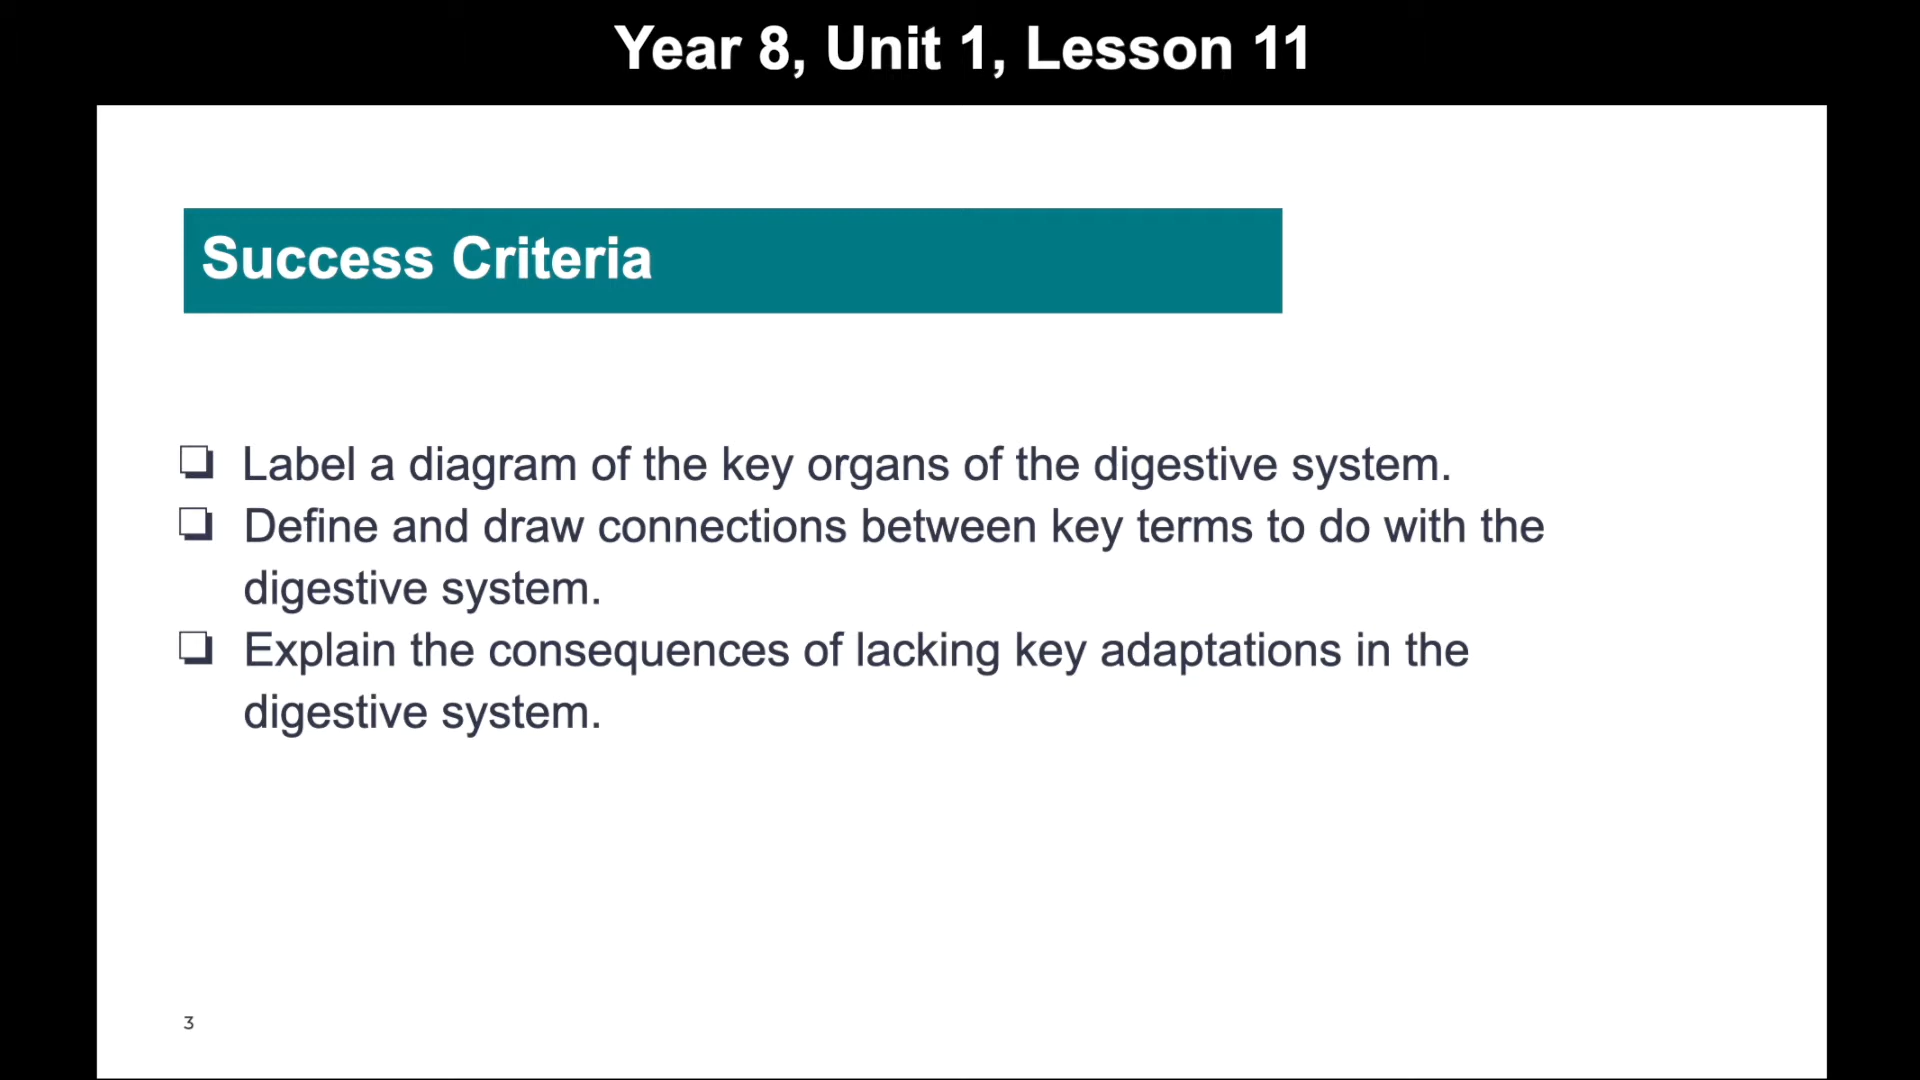 Year 8, Unit 1, Lesson 11
Success Criteria
❏ Label a diagram of the key organs of the digestive system.
❏ Define and draw connections between key terms to do with the
digestive system.
❏ Explain the consequences of lacking key adaptations in the
digestive system.
3